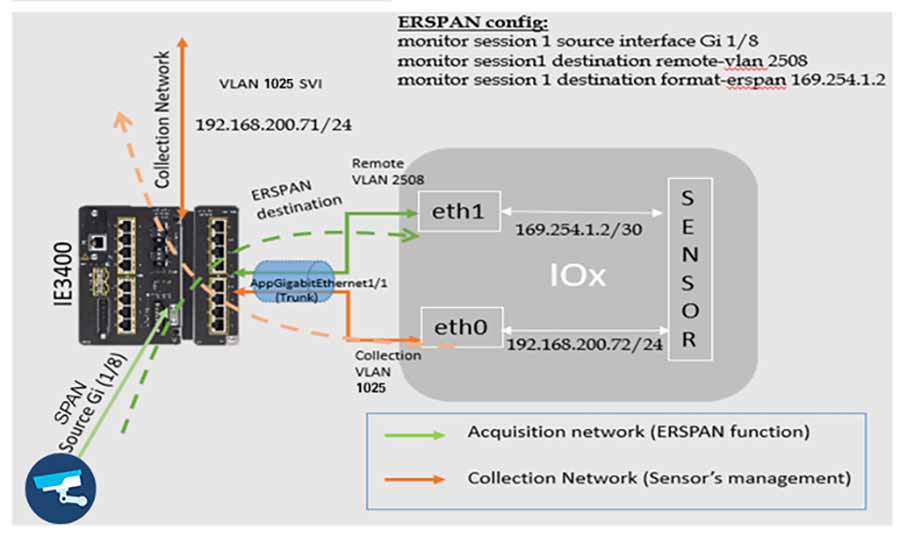 ERSPAN config:
monitor session 1 source interface Gi 1/8
monitor session1 destination remote-vlan 2508
monitor session 1 destination format-erspan 169.254.1.2
Collection Network
VLAN 1025 SVI
192.168.200.71/24
IE3400
ERSPAN
destination
Remote
VLAN 2508
eth1
169.254.1.2/30
SENSOR
IOx
AppGigabitEthernet1/1
(Trunk)
eth0
192.168.200.72/24
Collection
VLAN
1025
SPAN
Source Gi (1/8)
Acquisition network (ERSPAN function)
Collection Network (Sensor's management)